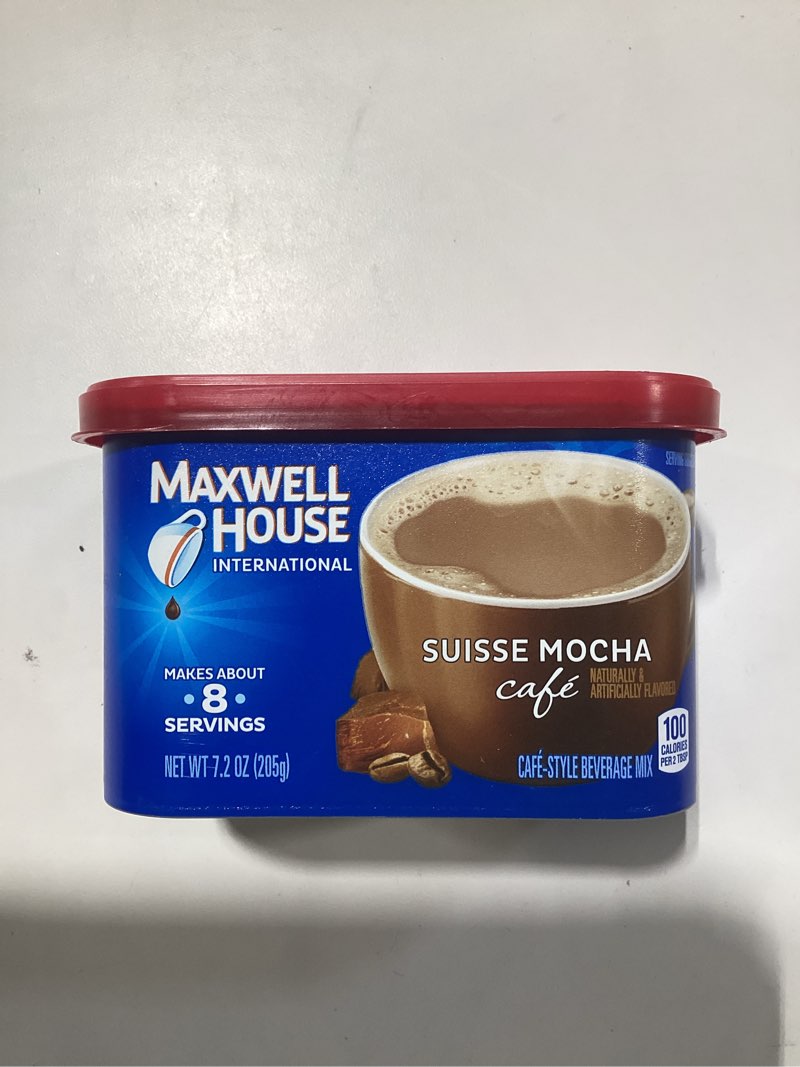 MAXWELL
HOUSE
INTERNATIONAL
MAKES ABOUT
• 8 •
SERVINGS
NET WT 7.2 OZ (205g)
SUISSE MOCHA
café
NATURALLY &
ARTIFICIALLY FLAVORED
CAFÉ-STYLE BEVERAGE MIX
100
CALORIES
PER 2 TBSP